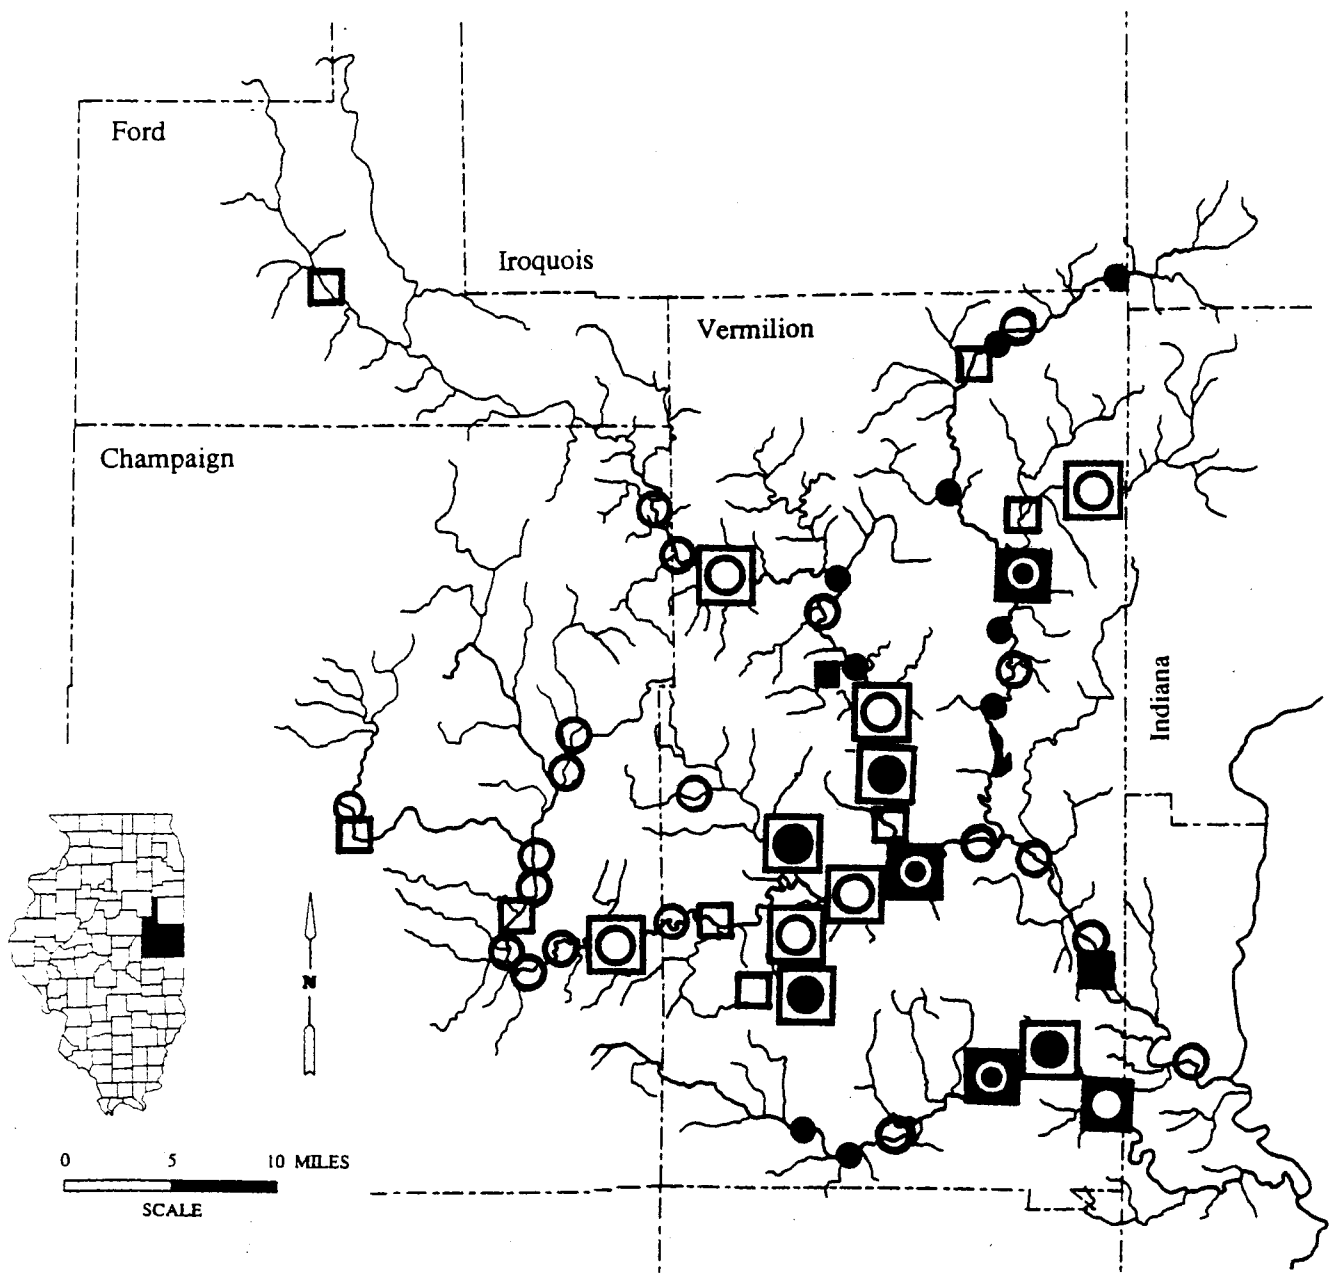 Ford
Iroquois
Vermilion
Champaign
Indiana
N
0 5 10 MILES
SCALE